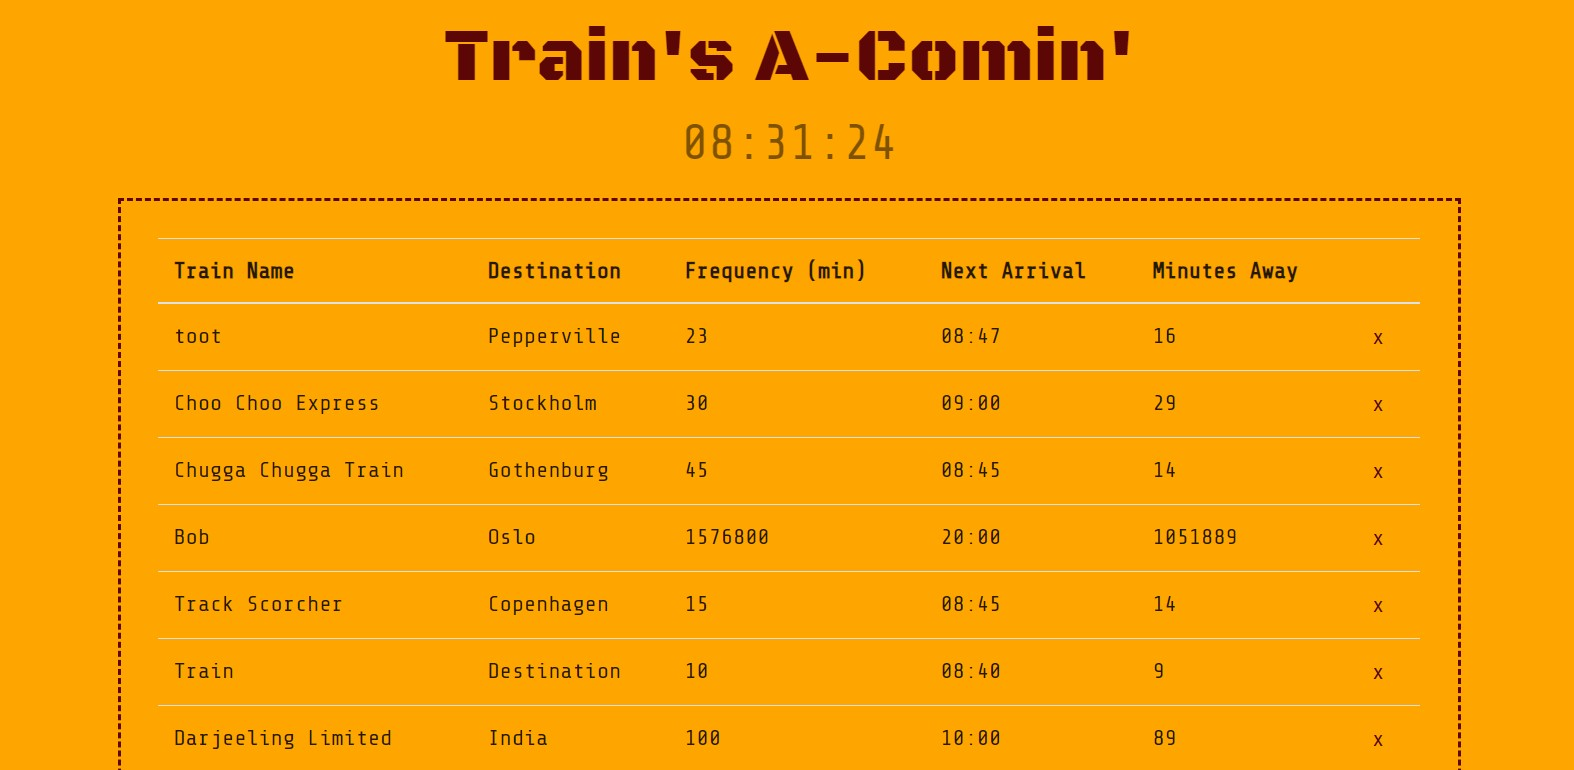 Train's A-Comin'
08:31:24
Train Name Destination Frequency (min) Next Arrival Minutes Away
toot Pepperville 23 08:47 16 x
Choo Choo Express Stockholm 30 09:00 29 x
Chugga Chugga Train Gothenburg 45 08:45 14 x
Bob Oslo 1576800 20:00 1051889 x
Track Scorcher Copenhagen 15 08:45 14 x
Train Destination 10 08:40 9 x
Darjeeling Limited India 100 10:00 89 x